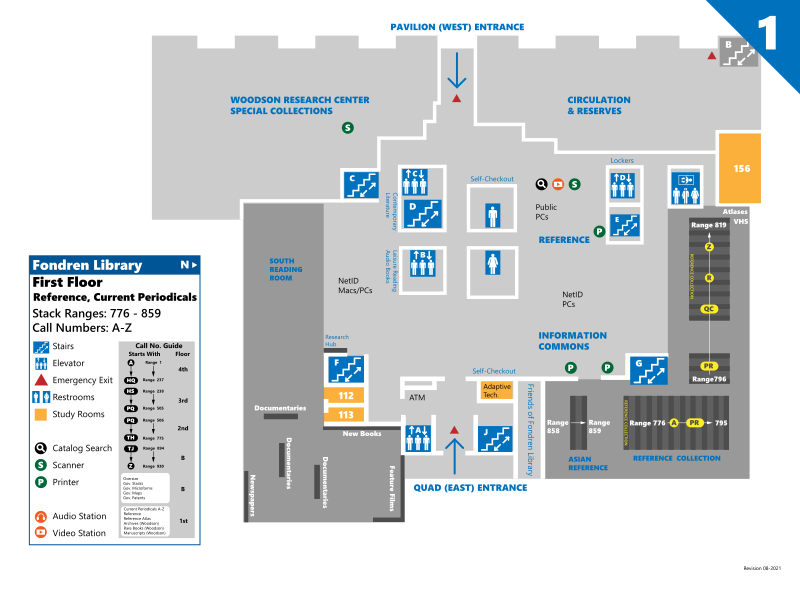 PAVILION (WEST) ENTRANCE
1
B
WOODSON RESEARCH CENTER
SPECIAL COLLECTIONS
S
CIRCULATION
& RESERVES
156
C
C
D
Contemporary
Literature
Self-Checkout
Lockers
D
E
S
Public
PCs
P
REFERENCE
Atlases
VHS
Range 819
Z
R
QC
REFERENCE COLLECTION
PR
Range796
SOUTH
READING
ROOM
NetID
Macs/PCs
Leisure Reading
Audio Books
B
NetID
PCs
INFORMATION
COMMONS
P
P
G
Research
Hub
F
112
113
ATM
Self-Checkout
Adaptive
Tech.
Friends of Fondren Library
Documentaries
New Books
Documentaries
Documentaries
Newspapers
Feature Films
A
J
QUAD (EAST) ENTRANCE
Range
858
Range
859
ASIAN
REFERENCE
REFERENCE COLLECTION
Range 776
A
PR
795
REFERENCE COLLECTION
Fondren Library
N
First Floor
Reference, Current Periodicals
Stack Ranges: 776 - 859
Call Numbers: A-Z
Stairs
Elevator
Emergency Exit
Restrooms
Study Rooms
Catalog Search
S Scanner
P Printer
Audio Station
Video Station
Call No. Guide
Starts With Floor
A Range 1
4th
HQ Range 237
HS Range 238
3rd
PQ Range 505
PQ Range 506
2nd
TH Range 775
TJ Range 894
B
Z Range 930
Oversize
Gov. Stacks
Gov. Microforms
Gov. Maps
Gov. Patents
B
Current Periodicals A-Z
Reference
Reference Atlas
Archives (Woodson)
Rare Books (Woodson)
Manuscripts (Woodson)
1st
Revision 08-2021